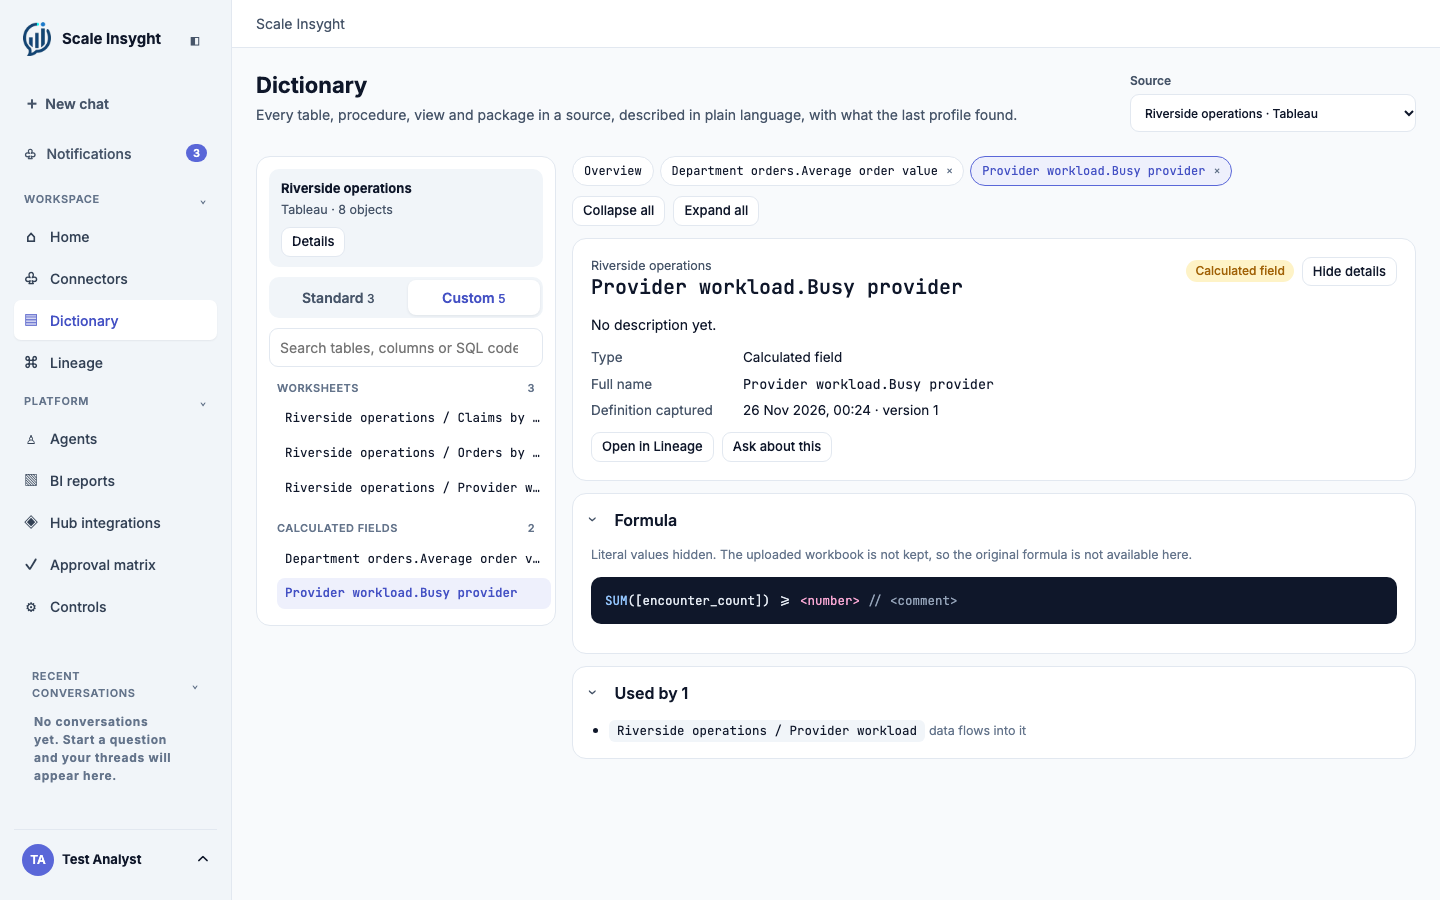 Scale Insyght
New chat
Notifications 3
WORKSPACE
Home
Connectors
Dictionary
Lineage
PLATFORM
Agents
BI reports
Hub integrations
Approval matrix
Controls
RECENT
CONVERSATIONS
No conversations
yet. Start a question
and your threads will
appear here.
TA Test Analyst
Scale Insyght
Dictionary
Every table, procedure, view and package in a source, described in plain language, with what the last profile found.
Source
Riverside operations · Tableau
Riverside operations
Tableau · 8 objects
Details
Standard 3 Custom 5
Search tables, columns or SQL code
WORKSHEETS 3
Riverside operations / Claims by …
Riverside operations / Orders by …
Riverside operations / Provider w…
CALCULATED FIELDS 2
Department orders.Average order v…
Provider workload.Busy provider
Overview Department orders.Average order value × Provider workload.Busy provider ×
Collapse all Expand all
Riverside operations
Provider workload.Busy provider
Calculated field Hide details
No description yet.
Type Calculated field
Full name Provider workload.Busy provider
Definition captured 26 Nov 2026, 00:24 · version 1
Open in Lineage Ask about this
Formula
Literal values hidden. The uploaded workbook is not kept, so the original formula is not available here.
SUM([encounter_count]) >= <number> // <comment>
Used by 1
Riverside operations / Provider workload data flows into it